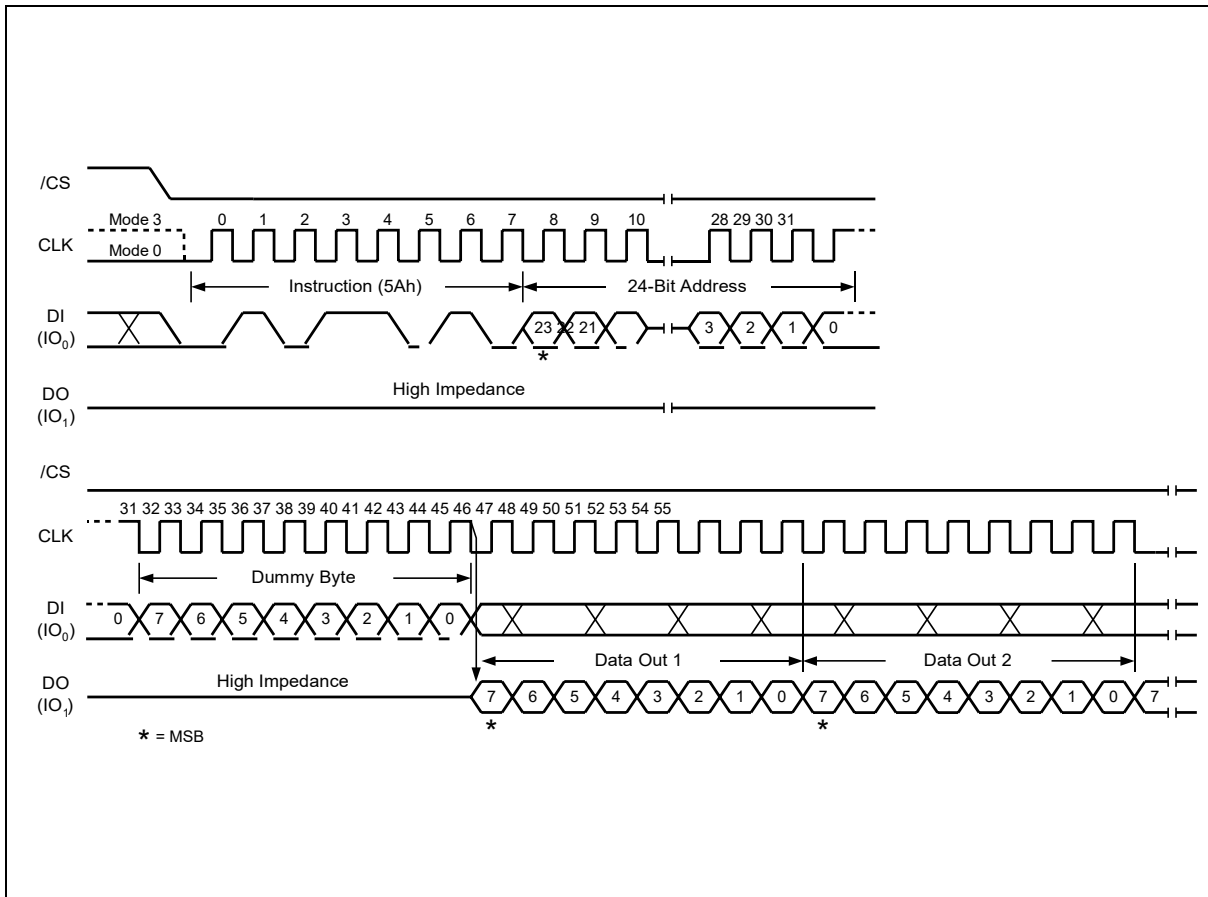 /CS
Mode 3 0 1 2 3 4 5 6 7 8 9 10 28 29 30 31
CLK
Mode 0
Instruction (5Ah) 24-Bit Address
DI
(IO0)
23 22 21 3 2 1 0
*
High Impedance
DO
(IO1)
/CS
31 32 33 34 35 36 37 38 39 40 41 42 43 44 45 46 47 48 49 50 51 52 53 54 55
CLK
Dummy Byte
DI
(IO0)
0 7 6 5 4 3 2 1 0
Data Out 1 Data Out 2
High Impedance
DO
(IO1)
7 6 5 4 3 2 1 0 7 6 5 4 3 2 1 0 7
* *
* = MSB